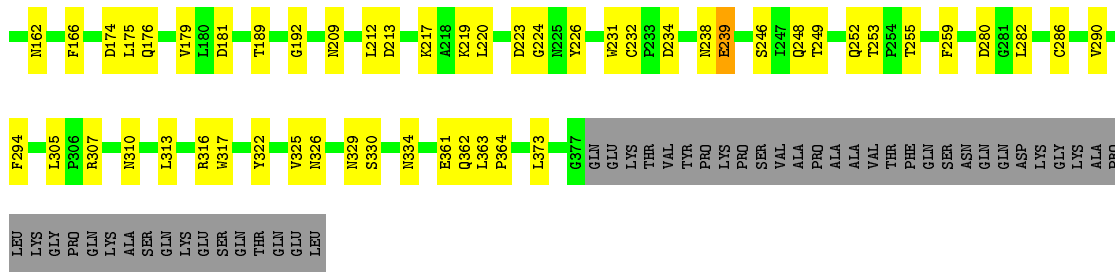 N162 F166 D174 L175 Q176 V179 L180 D181 T189 G192 N209 L212 D213 K217 A218 K219 L220 D223 G224 N225 Y226 W231 C232 P233 D234 N238 E239 S246 I247 Q248 T249 Q252 T253 P254 T255 F259 D280 G281 L282 C286 V290
F294 L305 P306 R307 N310 L313 R316 W317 Y322 V325 N326 N329 S330 N334 E361 Q362 L363 P364 L373 G377 GLN GLU LYS THR VAL TYR PRO LYS PRO SER VAL ALA PRO ALA ALA VAL THR PHE GLN SER ASN GLN GLN ASP LYS GLY LYS ALA PRO
LEU LYS GLY PRO GLN LYS ALA SER GLN LYS GLU SER GLN THR GLN GLU LEU